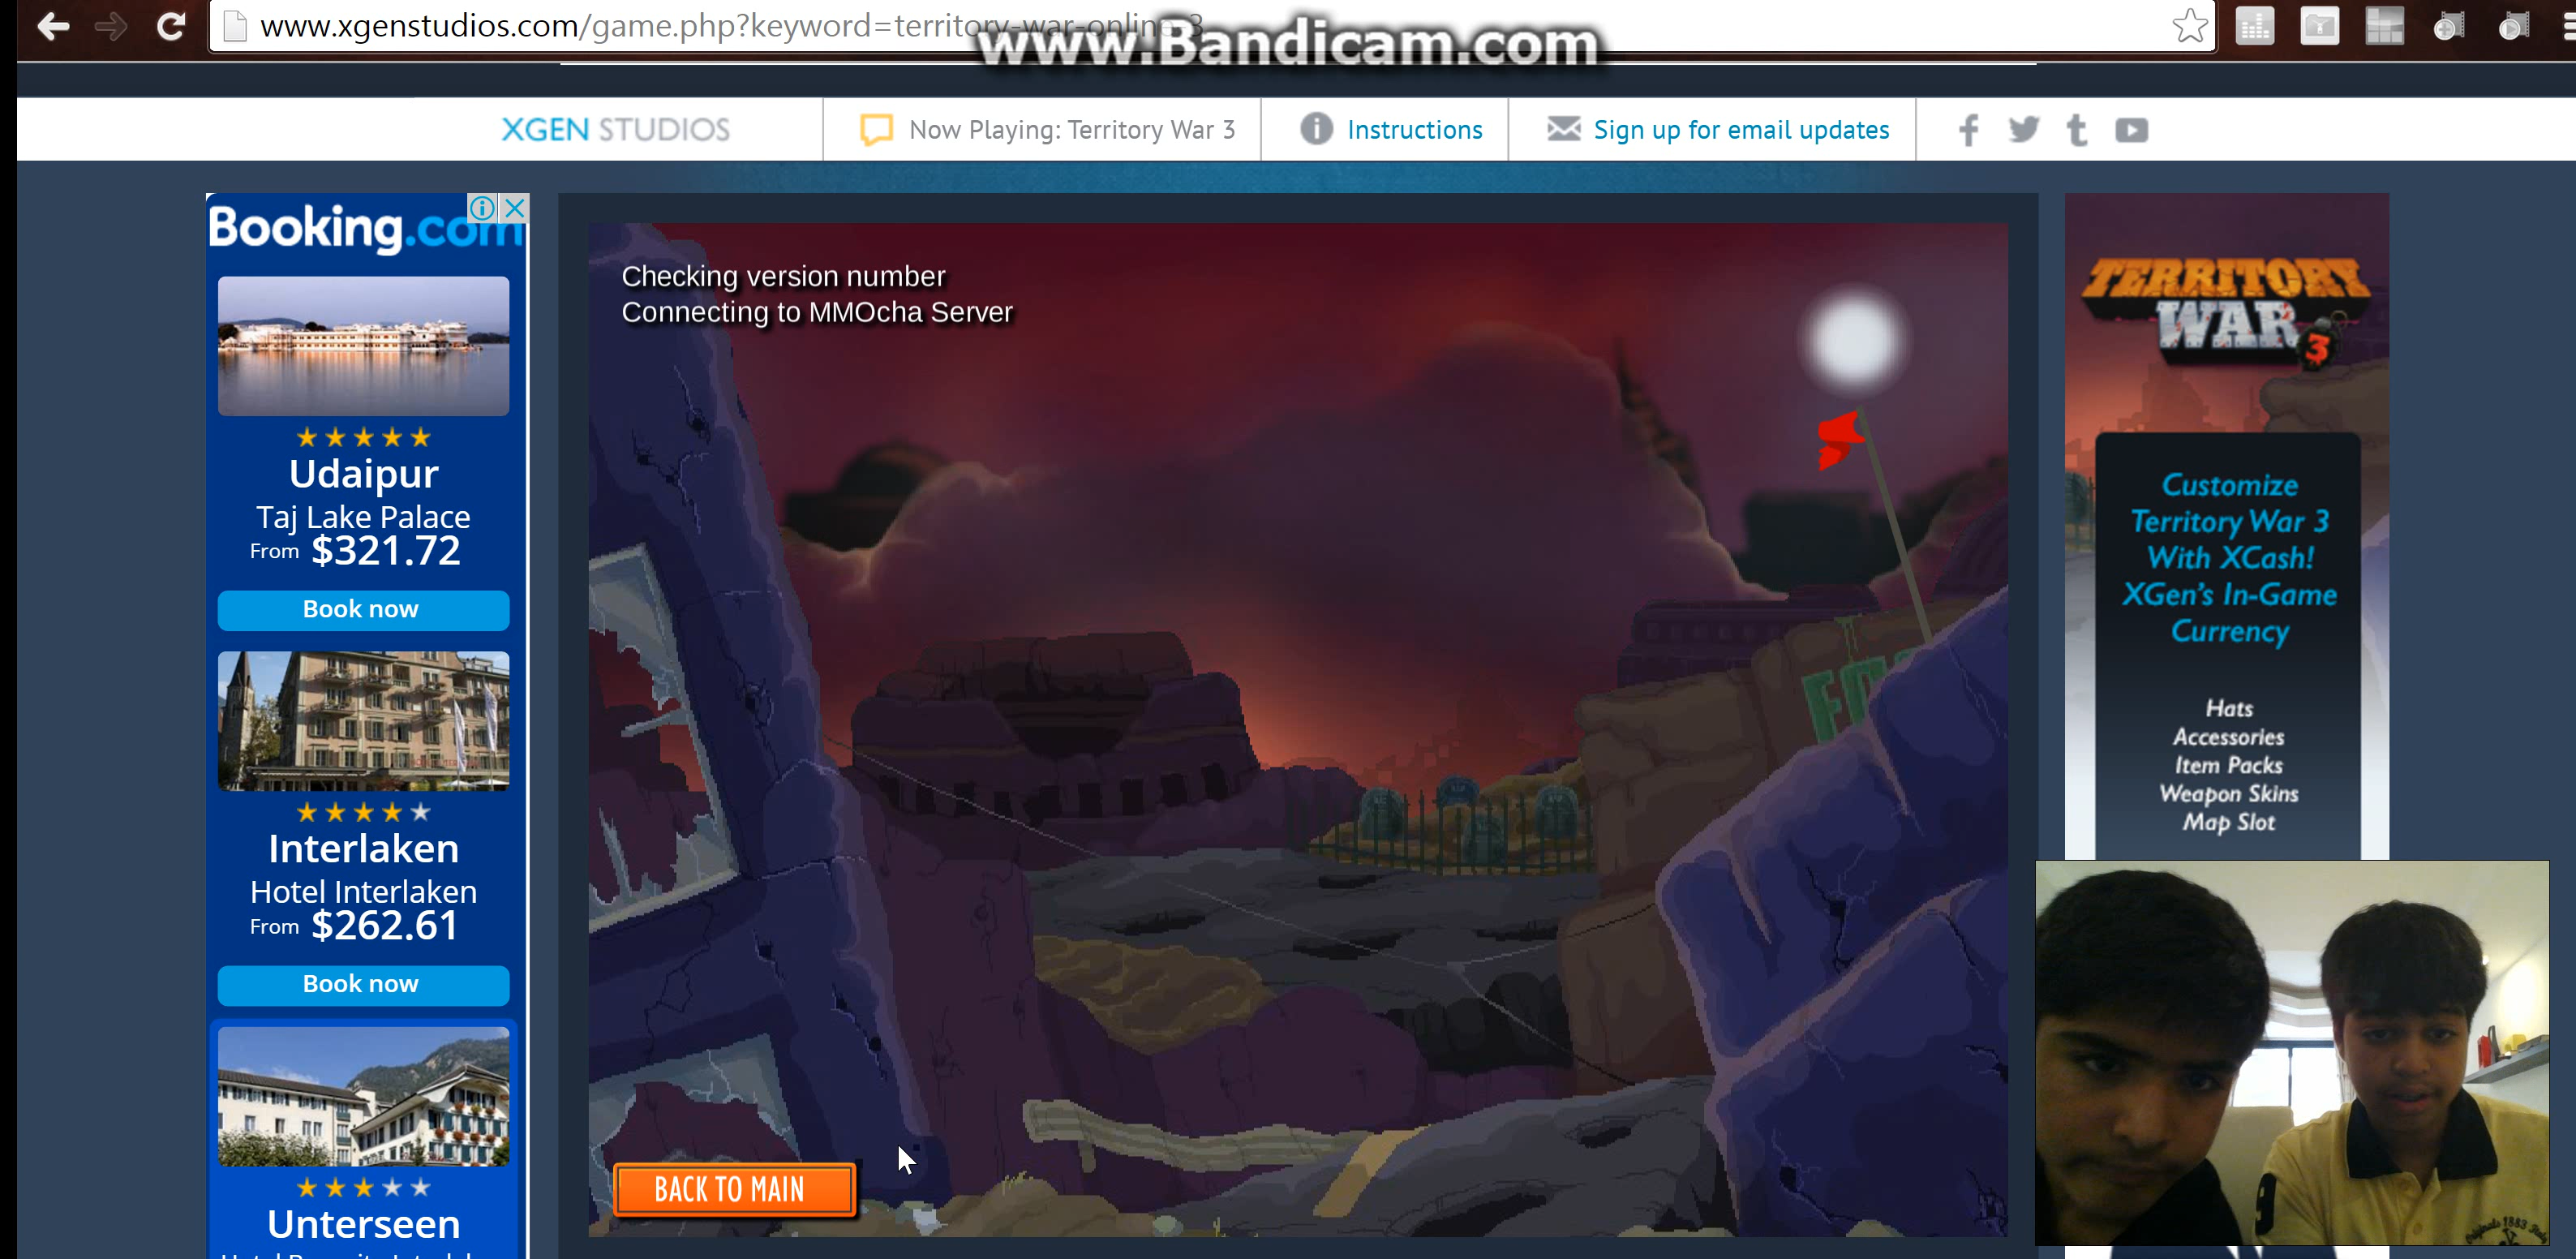 www.xgenstudios.com/game.php?keyword=territory-war-online-3
www.Bandicam.com
XGEN STUDIOS
Now Playing: Territory War 3
Instructions
Sign up for email updates
Booking.com
Udaipur
Taj Lake Palace
From $321.72
Book now
Interlaken
Hotel Interlaken
From $262.61
Book now
Unterseen
Checking version number
Connecting to MMOcha Server
BACK TO MAIN
TERRITORY
WAR
3
Customize
Territory War 3
With XCash!
XGen's In-Game
Currency
Hats
Accessories
Item Packs
Weapon Skins
Map Slot
9